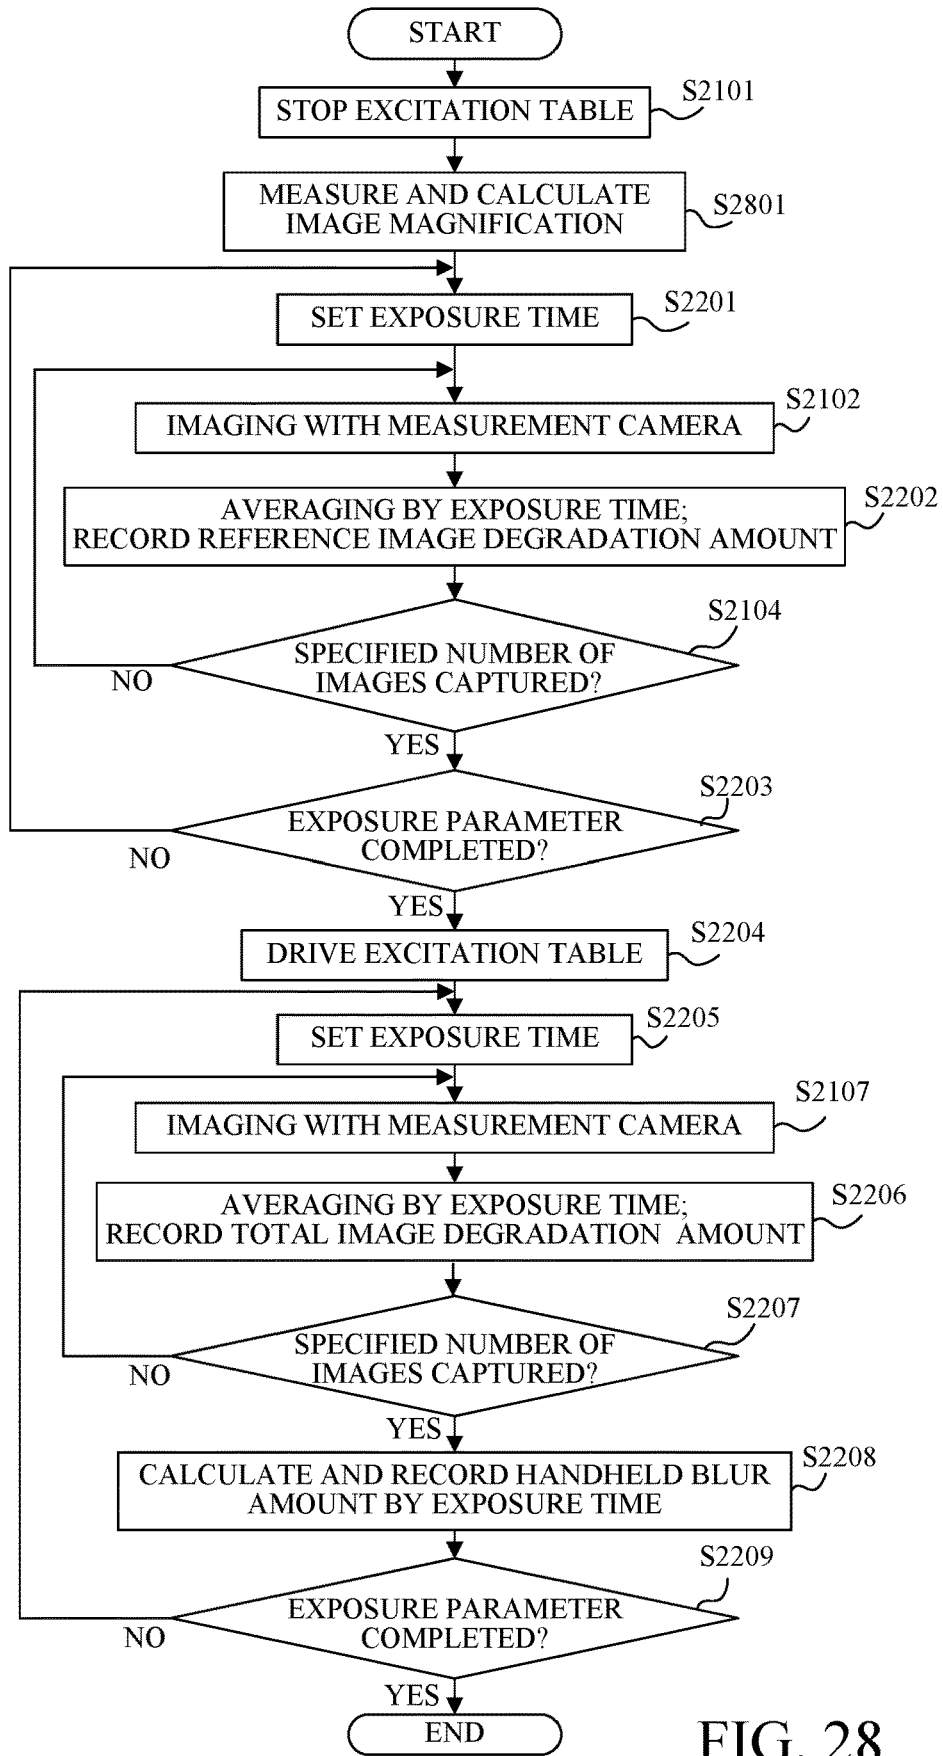 START
STOP EXCITATION TABLE
S2101
MEASURE AND CALCULATE
IMAGE MAGNIFICATION
S2801
SET EXPOSURE TIME
S2201
IMAGING WITH MEASUREMENT CAMERA
S2102
AVERAGING BY EXPOSURE TIME;
RECORD REFERENCE IMAGE DEGRADATION AMOUNT
S2202
SPECIFIED NUMBER OF
IMAGES CAPTURED?
S2104
NO
YES
EXPOSURE PARAMETER
COMPLETED?
S2203
NO
YES
DRIVE EXCITATION TABLE
S2204
SET EXPOSURE TIME
S2205
IMAGING WITH MEASUREMENT CAMERA
S2107
AVERAGING BY EXPOSURE TIME;
RECORD TOTAL IMAGE DEGRADATION AMOUNT
S2206
SPECIFIED NUMBER OF
IMAGES CAPTURED?
S2207
NO
YES
CALCULATE AND RECORD HANDHELD BLUR
AMOUNT BY EXPOSURE TIME
S2208
EXPOSURE PARAMETER
COMPLETED?
S2209
NO
YES
END
FIG. 28